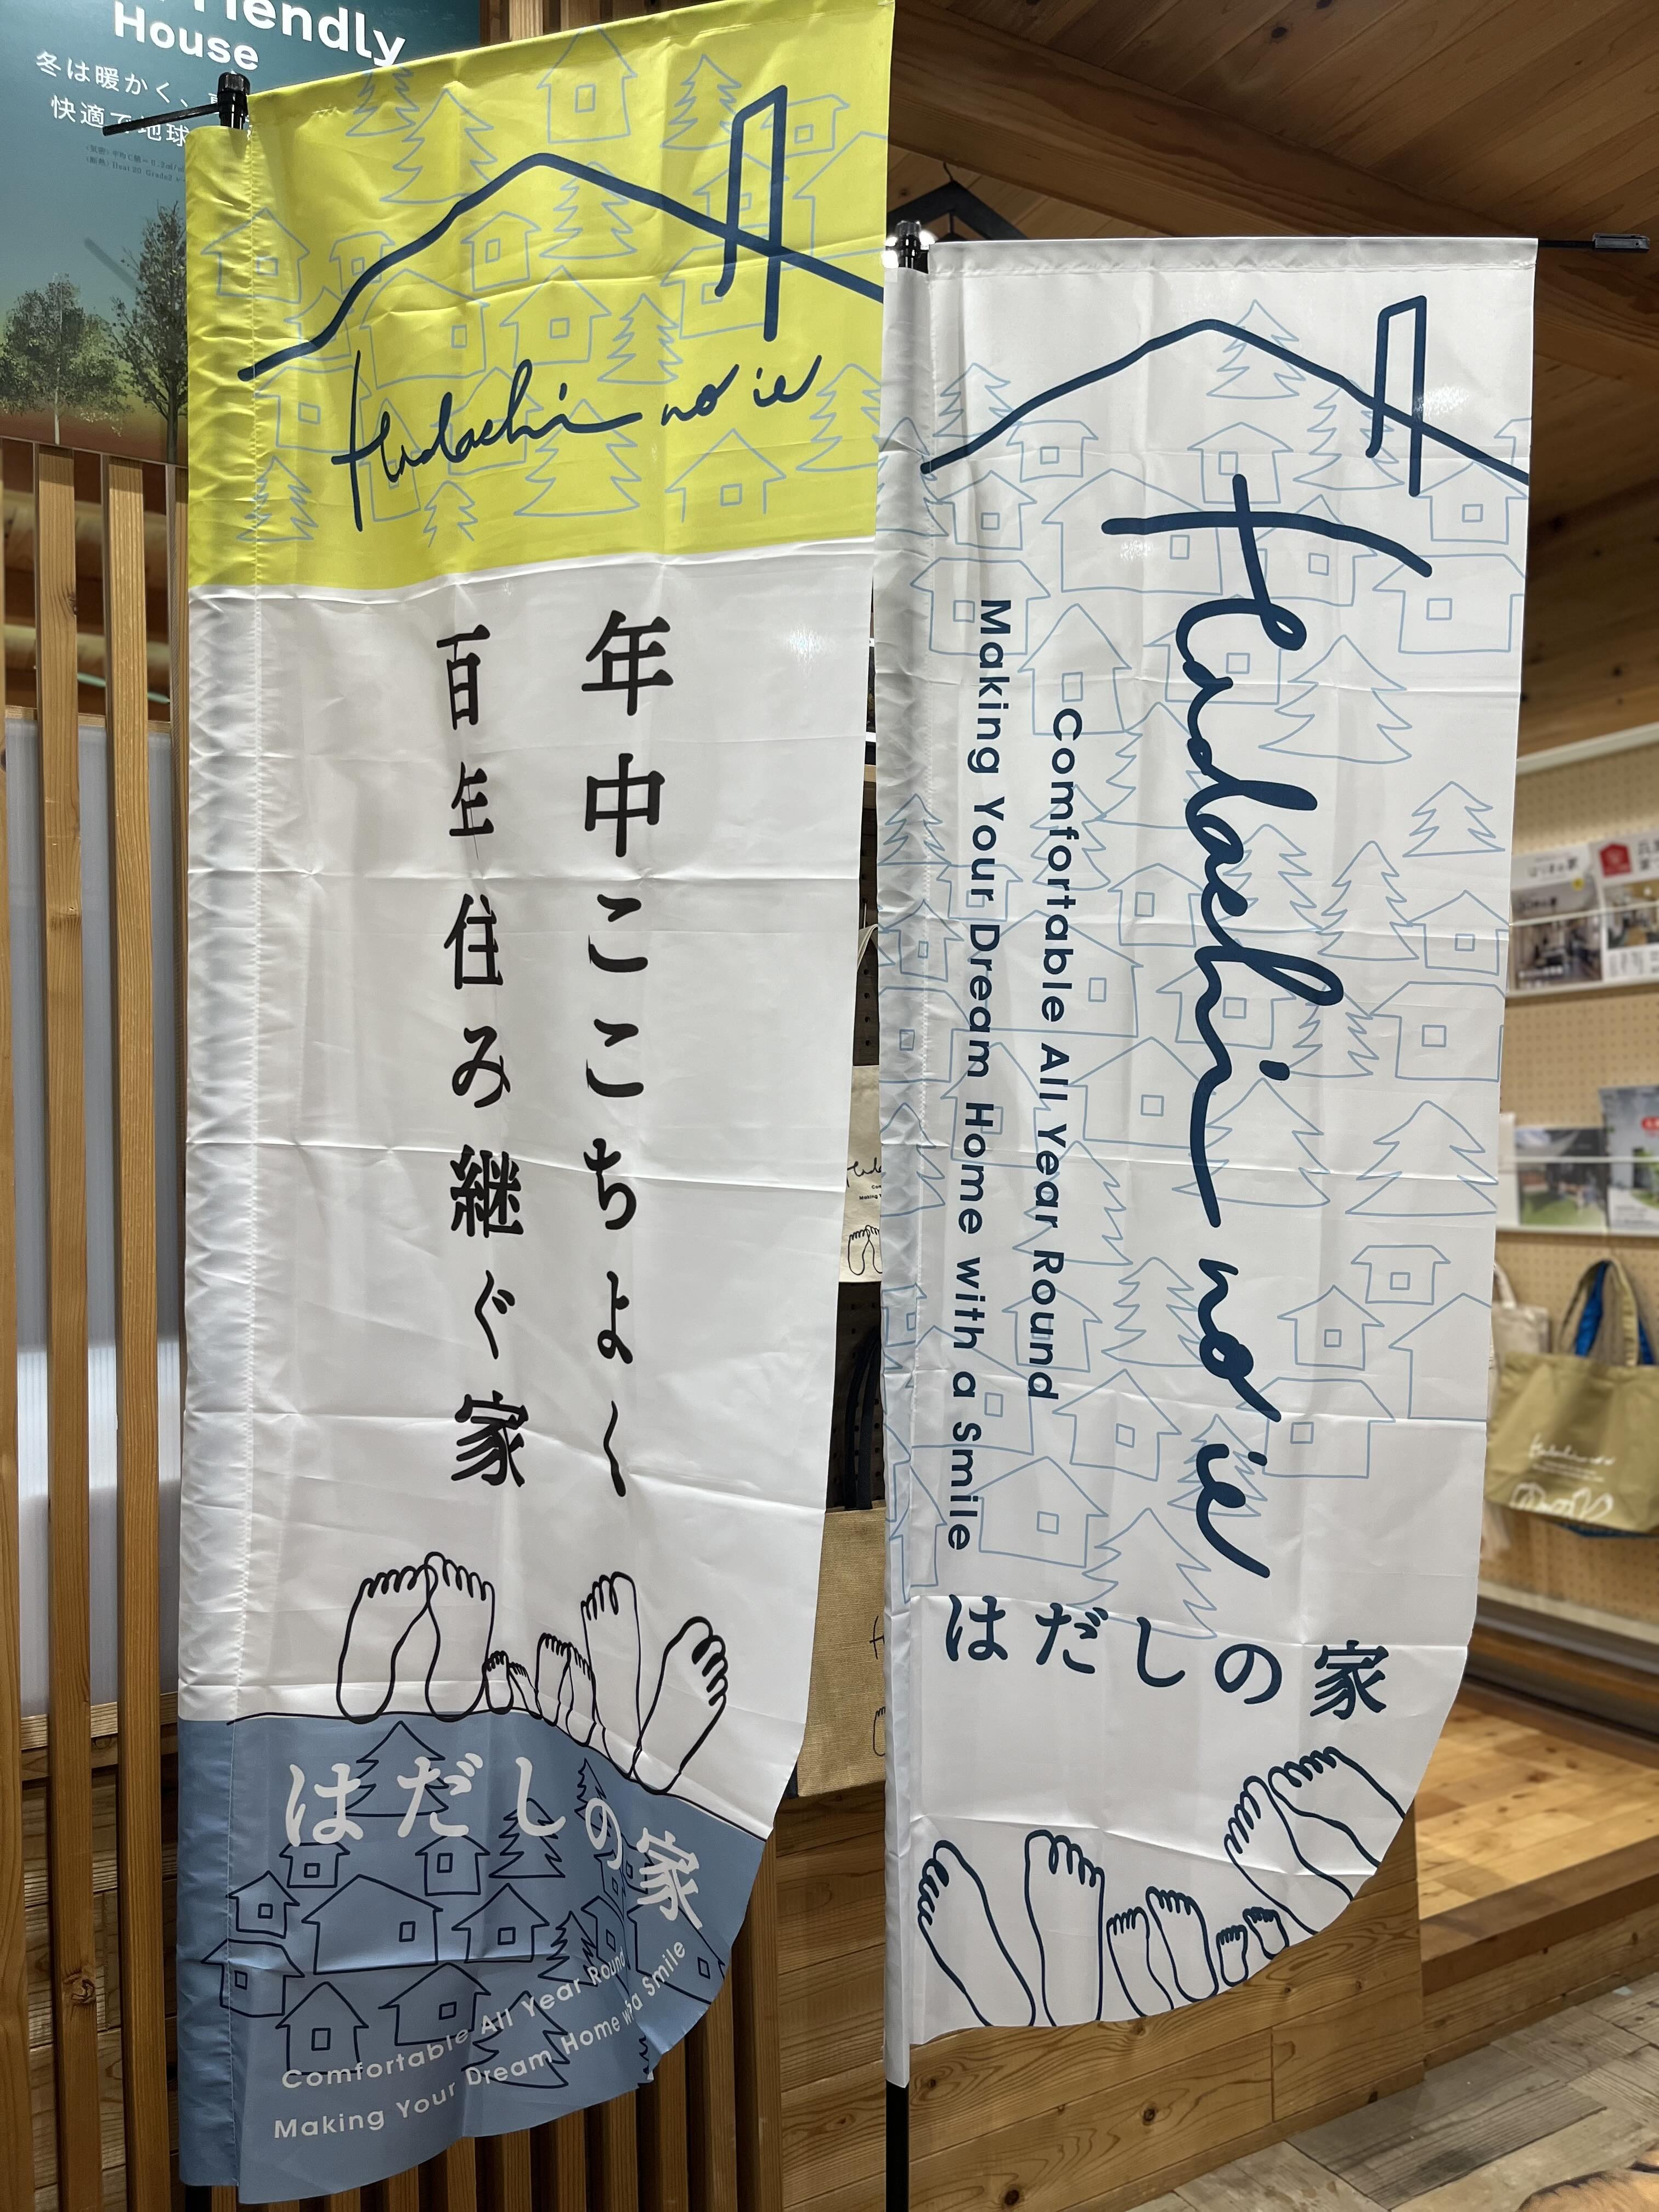 House
冬は暖かく、
快適で地球
Hadachi no ie
年中ここちよく
百年住み継ぐ家
はだしの家
Comfortable All Year Round
Making Your Dream Home with a Smile
Hadachi no ie
Comfortable All Year Round
Making Your Dream Home with a Smile
はだしの家